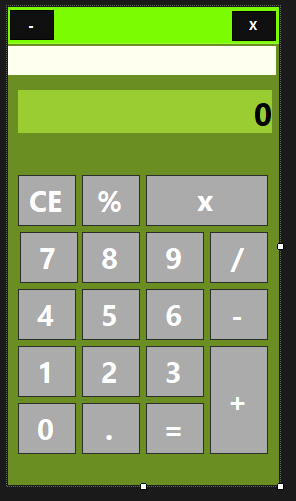 - X
0
CE % x
7 8 9 /
4 5 6 -
1 2 3
+
0 . =